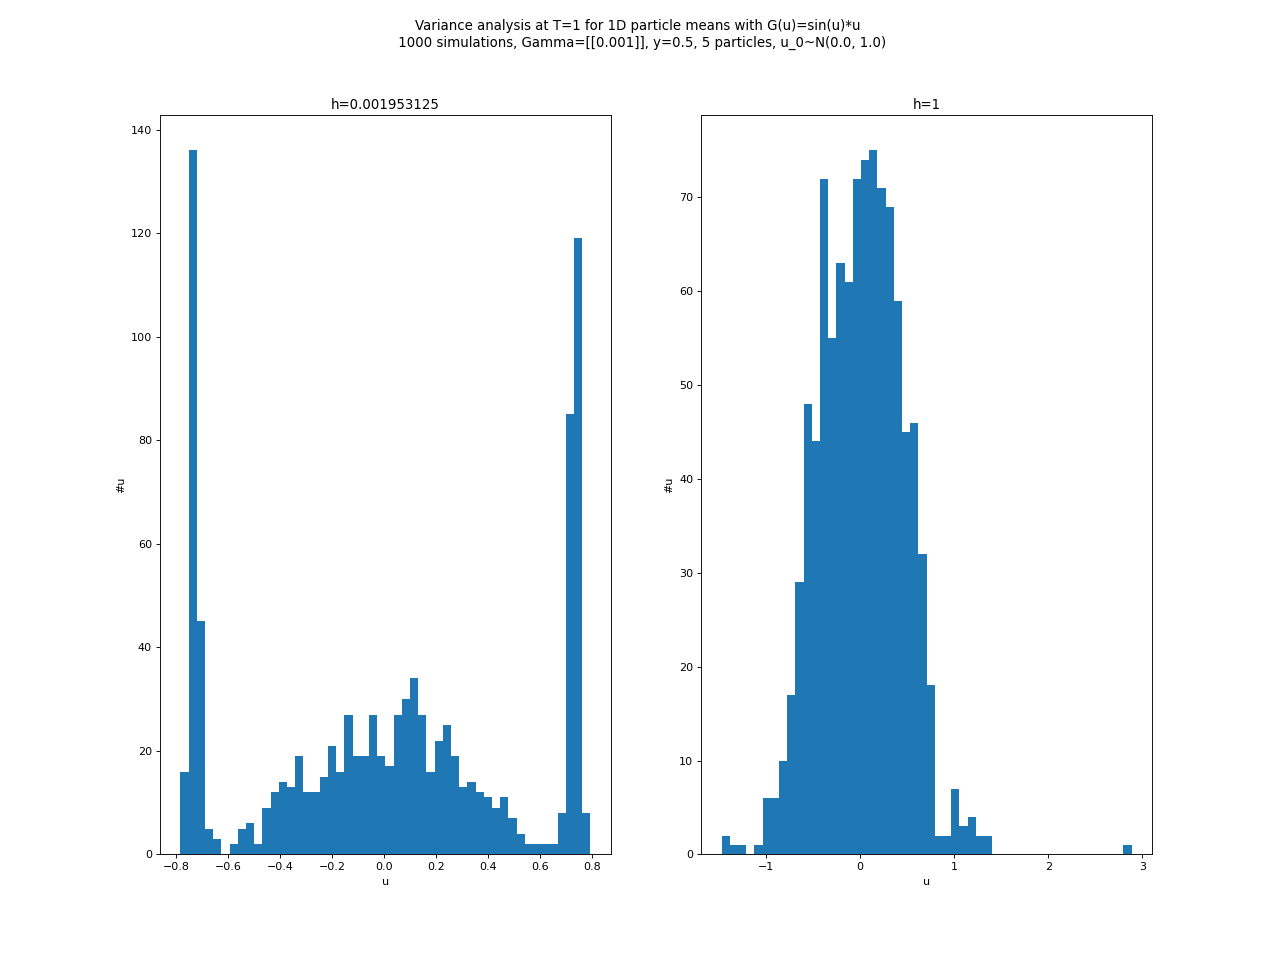 Variance analysis at T=1 for 1D particle means with G(u)=sin(u)*u
1000 simulations, Gamma=[[0.001]], y=0.5, 5 particles, u_0~N(0.0, 1.0)
h=0.001953125
140
120
100
80
60
40
20
0
#u
−0.8 −0.6 −0.4 −0.2 0.0 0.2 0.4 0.6 0.8
u
h=1
70
60
50
40
30
20
10
0
#u
−1 0 1 2 3
u